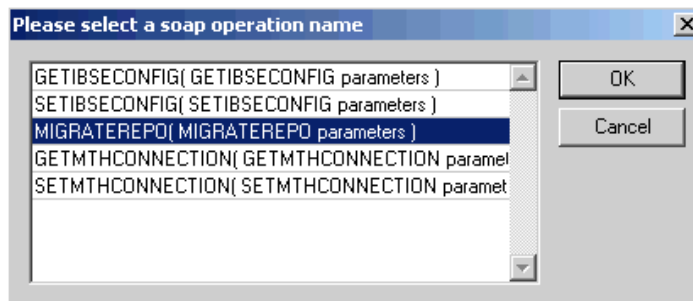 Please select a soap operation name
GETIBSECONFIG( GETIBSECONFIG parameters )
SETIBSECONFIG( SETIBSECONFIG parameters )
MIGRATEREPO( MIGRATEREPO parameters )
GETMTHCONNECTION( GETMTHCONNECTION paramet
SETMTHCONNECTION( SETMTHCONNECTION paramet
OK
Cancel